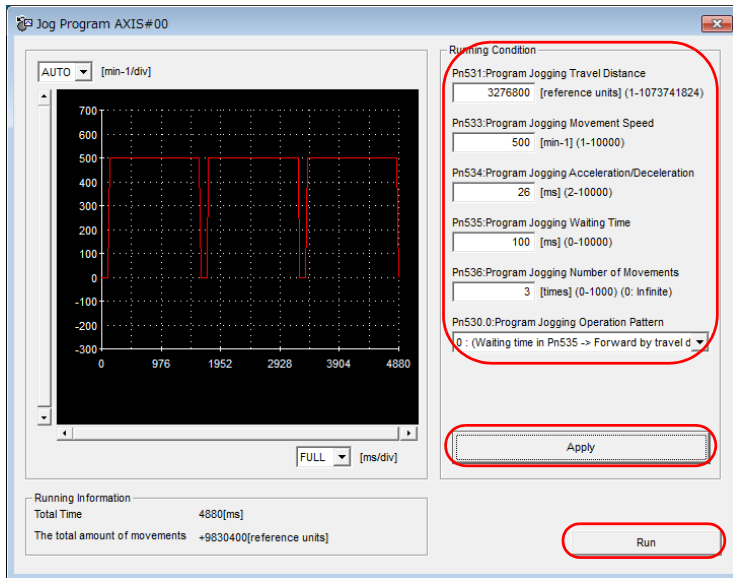 Jog Program AXIS#00
AUTO [min-1/div]
700
600
500
400
300
200
100
0
-100
-200
-300
0 976 1952 2928 3904 4880
FULL [ms/div]
Running Condition
Pn531:Program Jogging Travel Distance
3276800 [reference units] (1-1073741824)
Pn533:Program Jogging Movement Speed
500 [min-1] (1-10000)
Pn534:Program Jogging Acceleration/Deceleration
26 [ms] (2-10000)
Pn535:Program Jogging Waiting Time
100 [ms] (0-10000)
Pn536:Program Jogging Number of Movements
3 [times] (0-1000) (0: Infinite)
Pn530.0:Program Jogging Operation Pattern
0 : (Waiting time in Pn535 -> Forward by travel d
Apply
Running Information
Total Time 4880[ms]
The total amount of movements +9830400[reference units]
Run